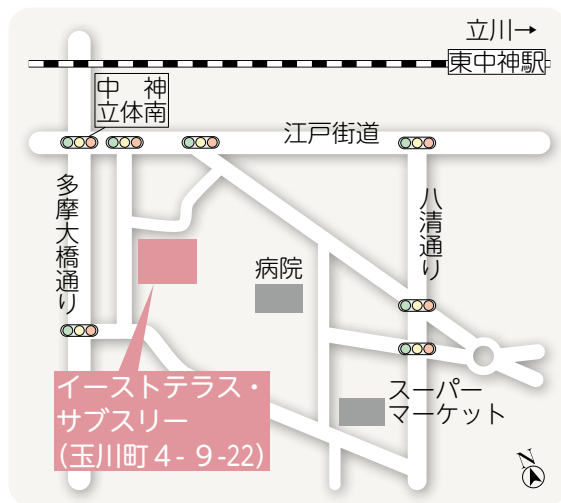 立川→
東中神駅
中　神
立体南
江戸街道
多摩大橋通り
八清通り
病院
スーパー
マーケット
イーストテラス・
サブスリー
(玉川町４-９-22)
N